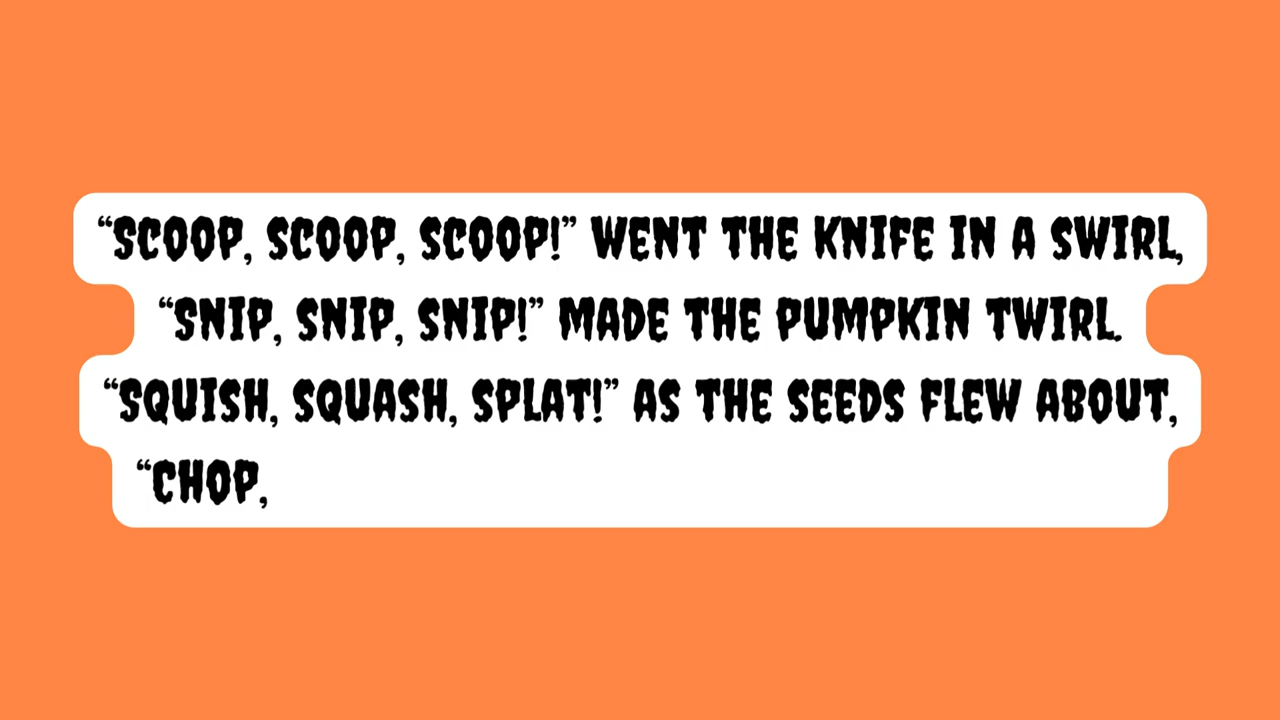 “SCOOP, SCOOP, SCOOP!” WENT THE KNIFE IN A SWIRL,
“SNIP, SNIP, SNIP!” MADE THE PUMPKIN TWIRL.
“SQUISH, SQUASH, SPLAT!” AS THE SEEDS FLEW ABOUT,
“CHOP,